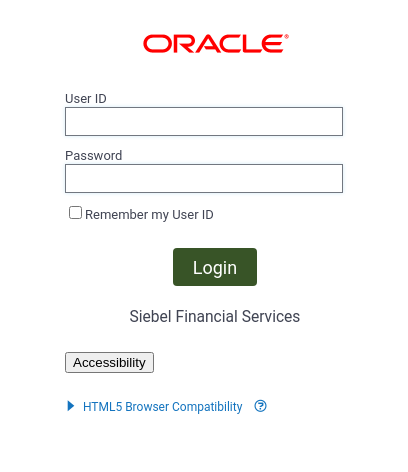 ORACLE®
User ID
Password
Remember my User ID
Login
Siebel Financial Services
Accessibility
HTML5 Browser Compatibility ?